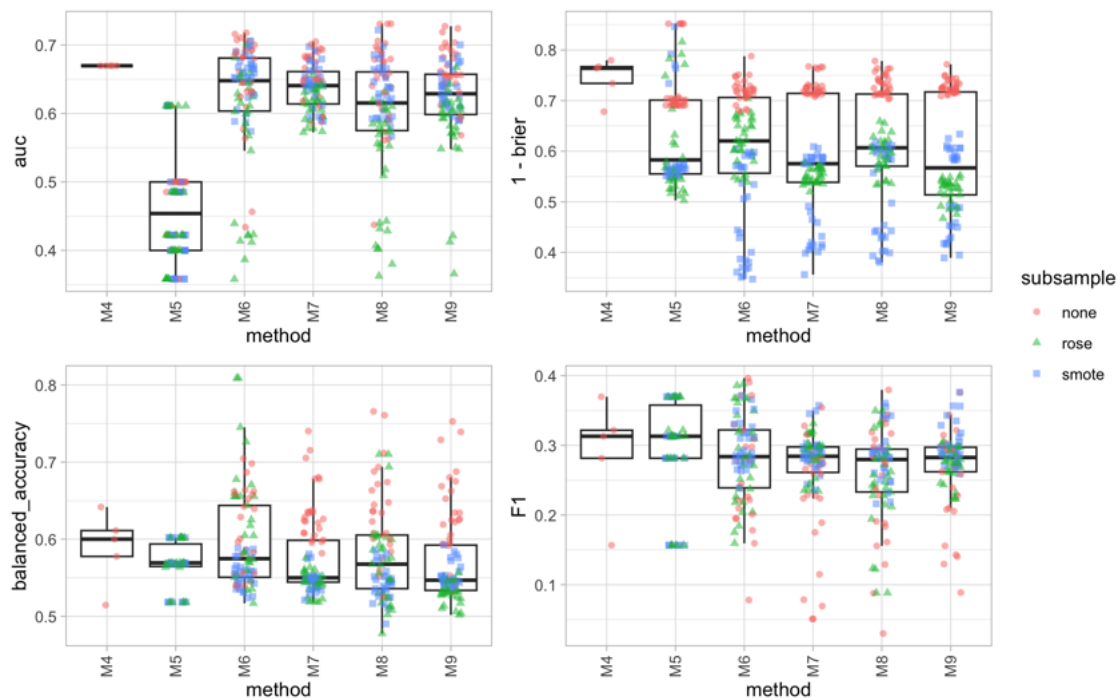 0.7
0.6
0.5
0.4
auc
M4
M5
M6
M7
M8
M9
method
0.8
0.7
0.6
0.5
0.4
1 - brier
M4
M5
M6
M7
M8
M9
method
0.8
0.7
0.6
0.5
balanced_accuracy
M4
M5
M6
M7
M8
M9
method
0.4
0.3
0.2
0.1
F1
M4
M5
M6
M7
M8
M9
method
subsample
none
rose
smote